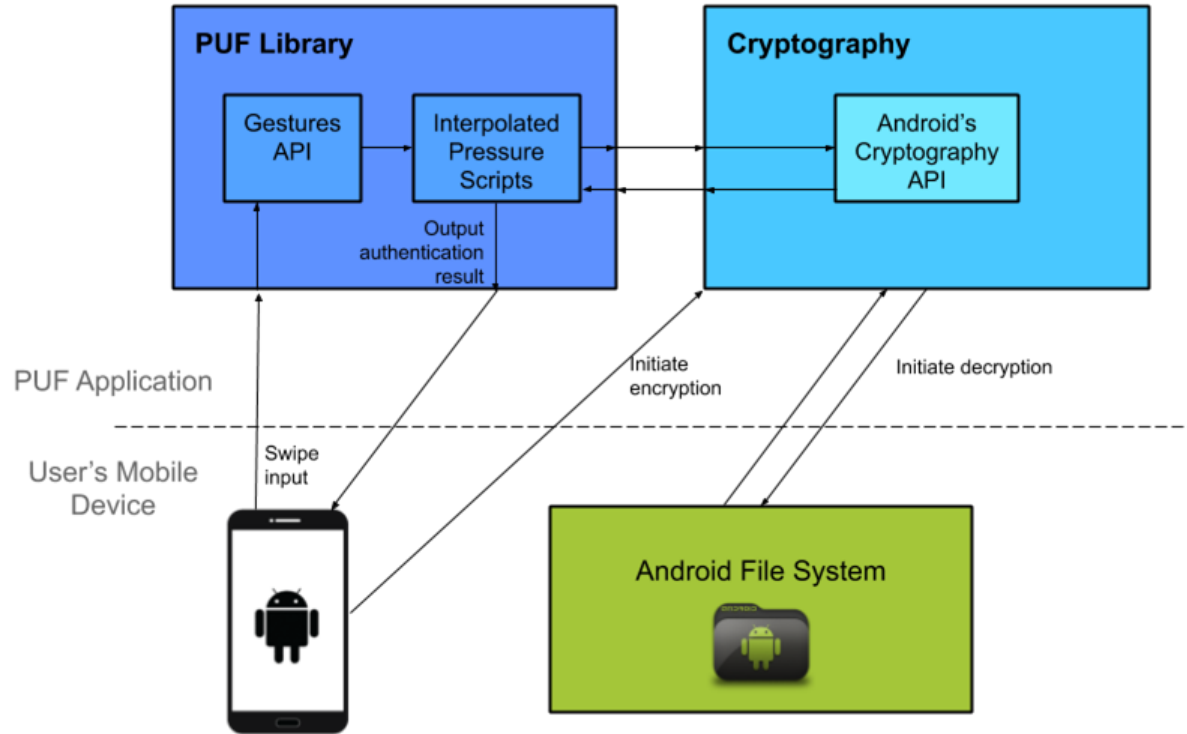 PUF Library
Cryptography
Gestures
API
Interpolated
Pressure
Scripts
Android's
Cryptography
API
Output
authentication
result
Initiate
encryption
Initiate decryption
PUF Application
Swipe
input
User's Mobile
Device
Android File System
ANDROID